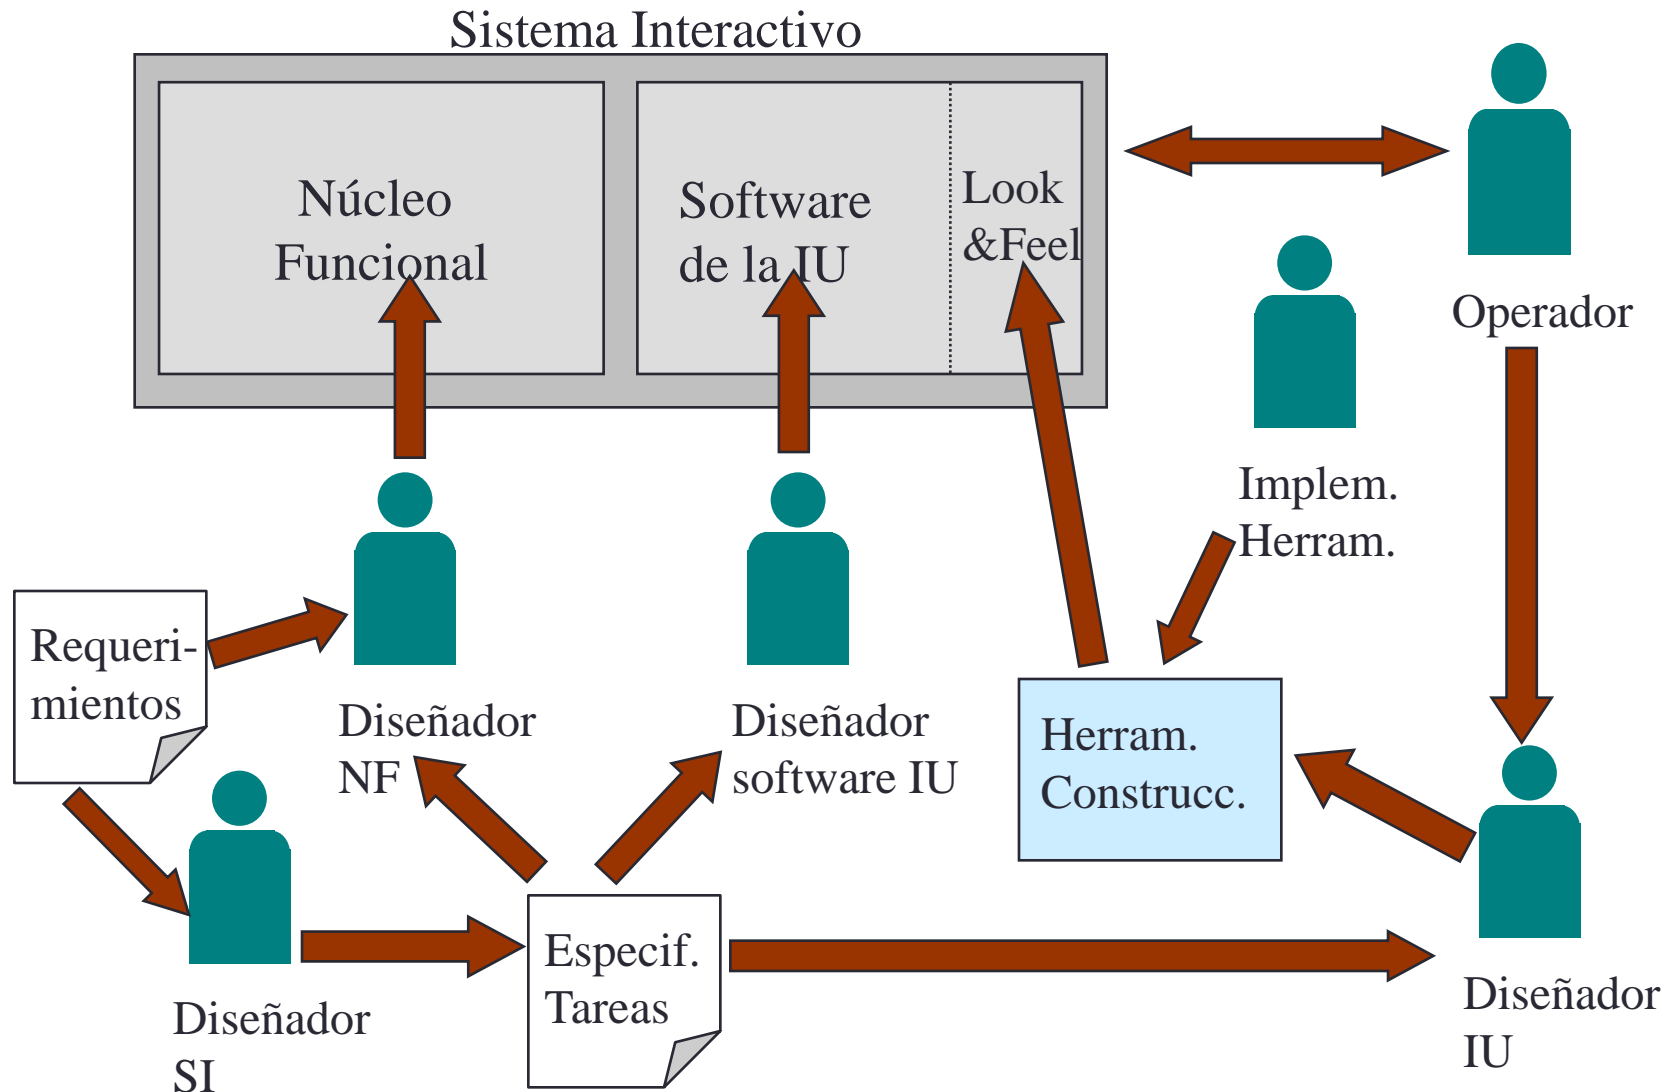 Sistema Interactivo
Núcleo
Funcional
Software
de la IU
Look
&Feel
Operador
Implem.
Herram.
Requeri-
mientos
Diseñador
NF
Diseñador
software IU
Herram.
Construcc.
Diseñador
SI
Especif.
Tareas
Diseñador
IU